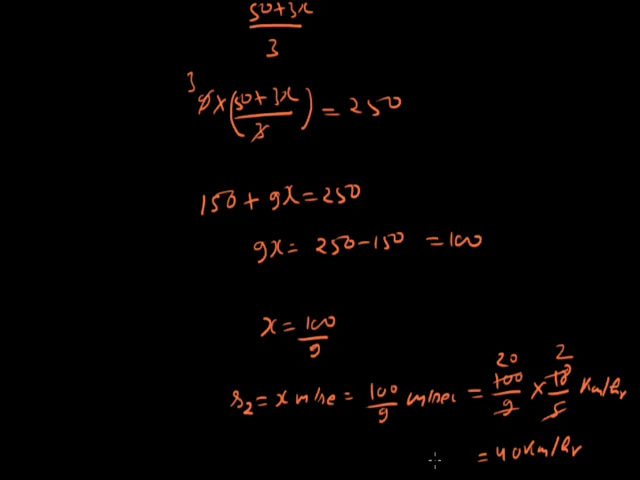 50+3x
3
3
9×(50+3x/3) = 250
150 + 9x = 250
9x = 250 - 150 = 100
x = 100/9
20 2
s₂ = x m/se = 100/9 m/sec = 100/9 × 18/5 Km/hr
= 40 Km/hr